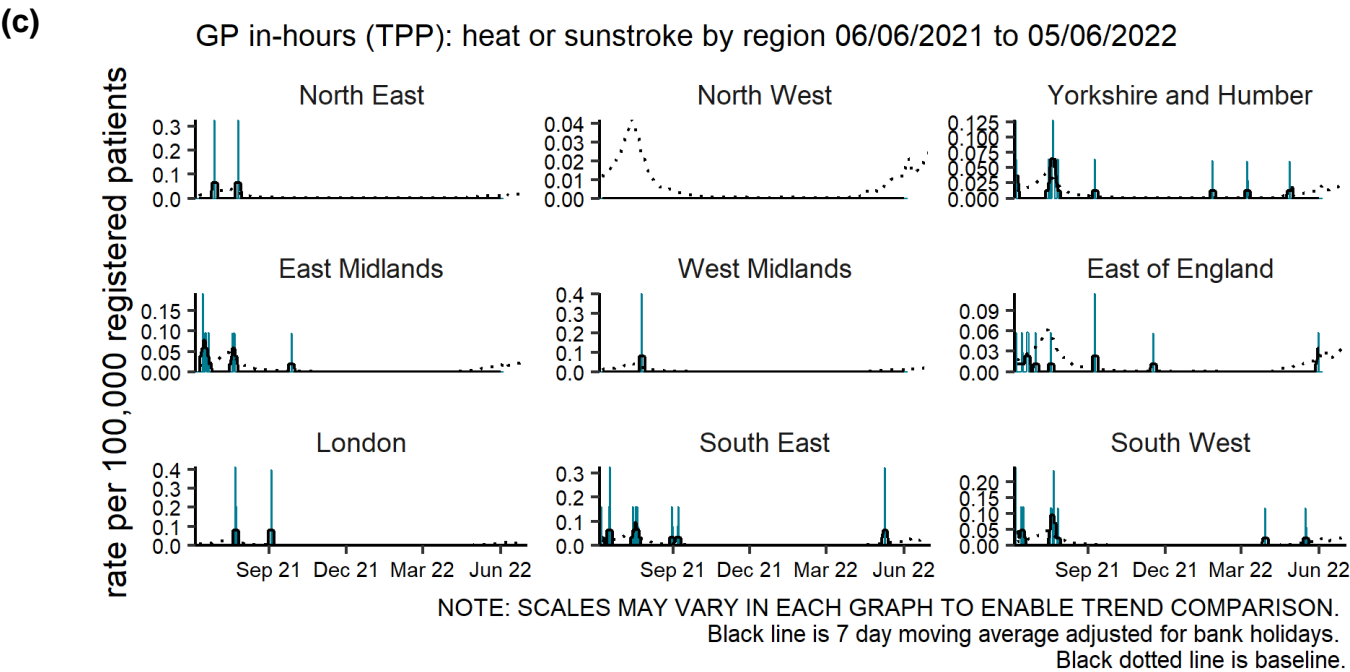 (c)
GP in-hours (TPP): heat or sunstroke by region 06/06/2021 to 05/06/2022
rate per 100,000 registered patients
North East
0.3
0.2
0.1
0.0
North West
0.04
0.03
0.02
0.01
0.00
Yorkshire and Humber
0.125
0.100
0.075
0.050
0.025
0.000
East Midlands
0.15
0.10
0.05
0.00
West Midlands
0.4
0.3
0.2
0.1
0.0
East of England
0.09
0.06
0.03
0.00
London
0.4
0.3
0.2
0.1
0.0
Sep 21 Dec 21 Mar 22 Jun 22
South East
0.3
0.2
0.1
0.0
Sep 21 Dec 21 Mar 22 Jun 22
South West
0.20
0.15
0.10
0.05
0.00
Sep 21 Dec 21 Mar 22 Jun 22
NOTE: SCALES MAY VARY IN EACH GRAPH TO ENABLE TREND COMPARISON.
Black line is 7 day moving average adjusted for bank holidays.
Black dotted line is baseline.